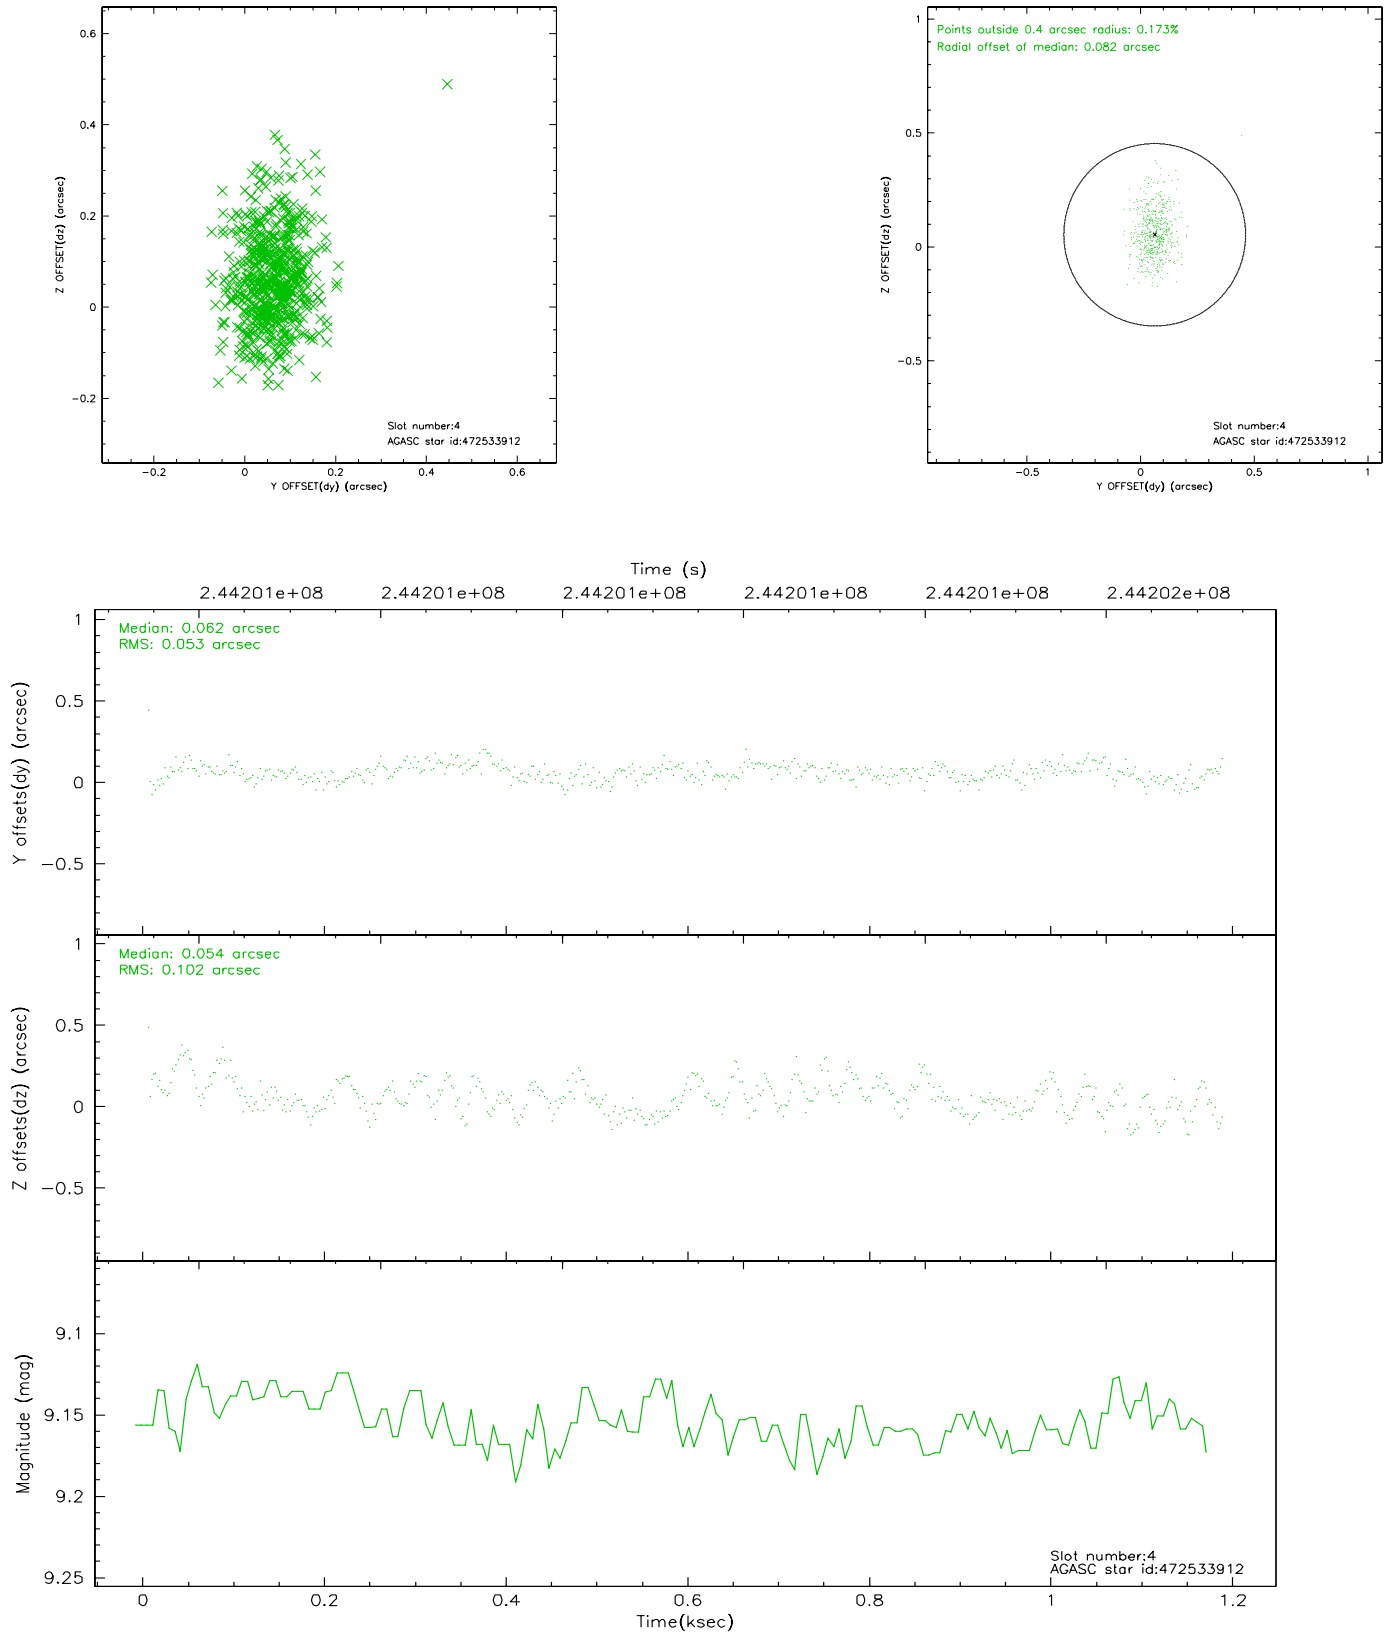 0.6
0.4
0.2
0
−0.2
Z OFFSET(dz) (arcsec)
Slot number:4
AGASC star id:472533912
−0.2 0 0.2 0.4 0.6
Y OFFSET(dy) (arcsec)
Points outside 0.4 arcsec radius: 0.173%
Radial offset of median: 0.082 arcsec
1
0.5
0
−0.5
Z OFFSET(dz) (arcsec)
Slot number:4
AGASC star id:472533912
−0.5 0 0.5 1
Y OFFSET(dy) (arcsec)
Time (s)
2.44201e+08 2.44201e+08 2.44201e+08 2.44201e+08 2.44201e+08 2.44202e+08
Median: 0.062 arcsec
RMS: 0.053 arcsec
1
0.5
0
−0.5
Y offsets(dy) (arcsec)
Median: 0.054 arcsec
RMS: 0.102 arcsec
1
0.5
0
−0.5
Z offsets(dz) (arcsec)
9.1
9.15
9.2
9.25
Magnitude (mag)
Slot number:4
AGASC star id:472533912
0 0.2 0.4 0.6 0.8 1 1.2
Time(ksec)